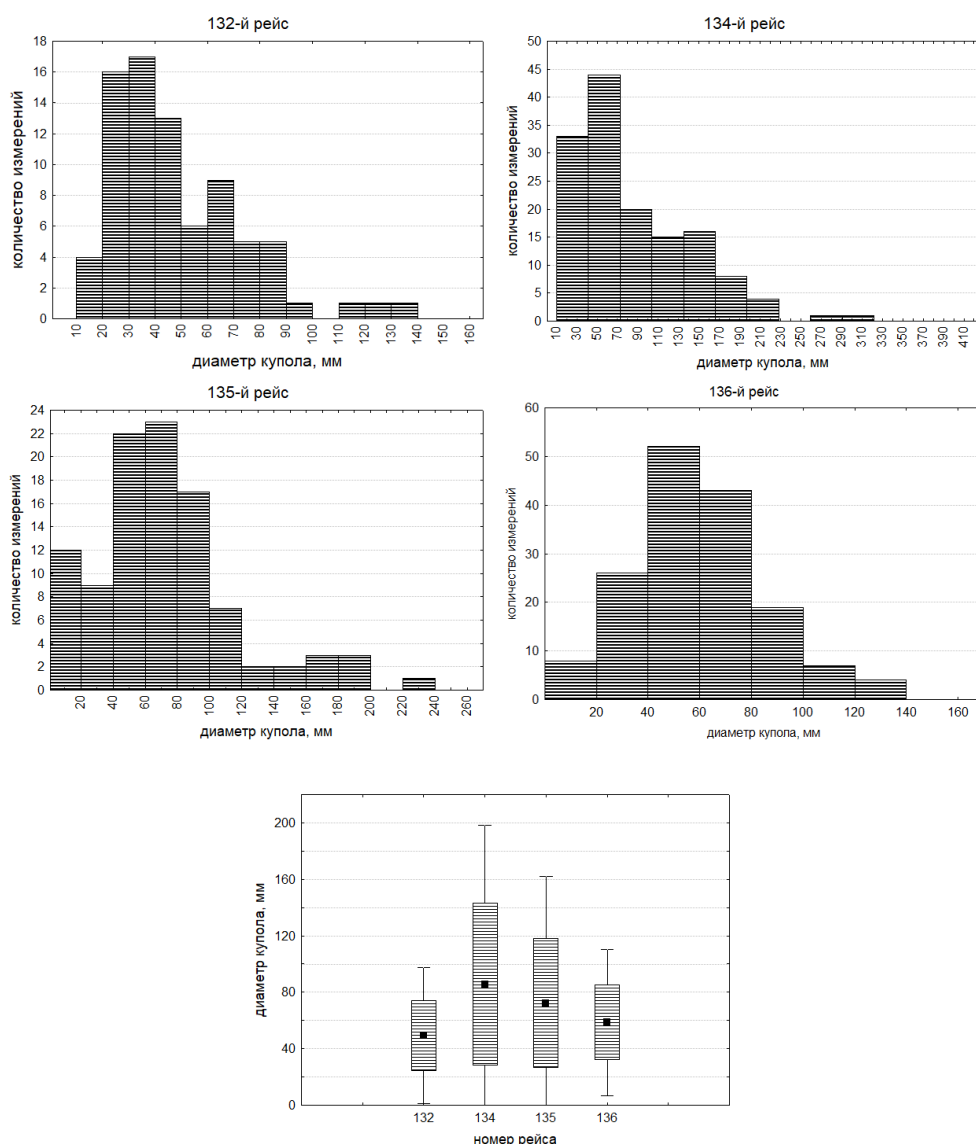 132-й рейс
количество измерений
18
16
14
12
10
8
6
4
2
0
10 20 30 40 50 60 70 80 90 100 110 120 130 140 150 160
диаметр купола, мм
134-й рейс
количество измерений
50
45
40
35
30
25
20
15
10
5
0
10 30 50 70 90 110 130 150 170 190 210 230 250 270 290 310 330 350 370 390 410
диаметр купола, мм
135-й рейс
количество измерений
24
22
20
18
16
14
12
10
8
6
4
2
0
20 40 60 80 100 120 140 160 180 200 220 240 260
диаметр купола, мм
136-й рейс
количество измерений
60
50
40
30
20
10
0
20 40 60 80 100 120 140 160
диаметр купола, мм
диаметр купола, мм
200
160
120
80
40
0
132 134 135 136
номер рейса